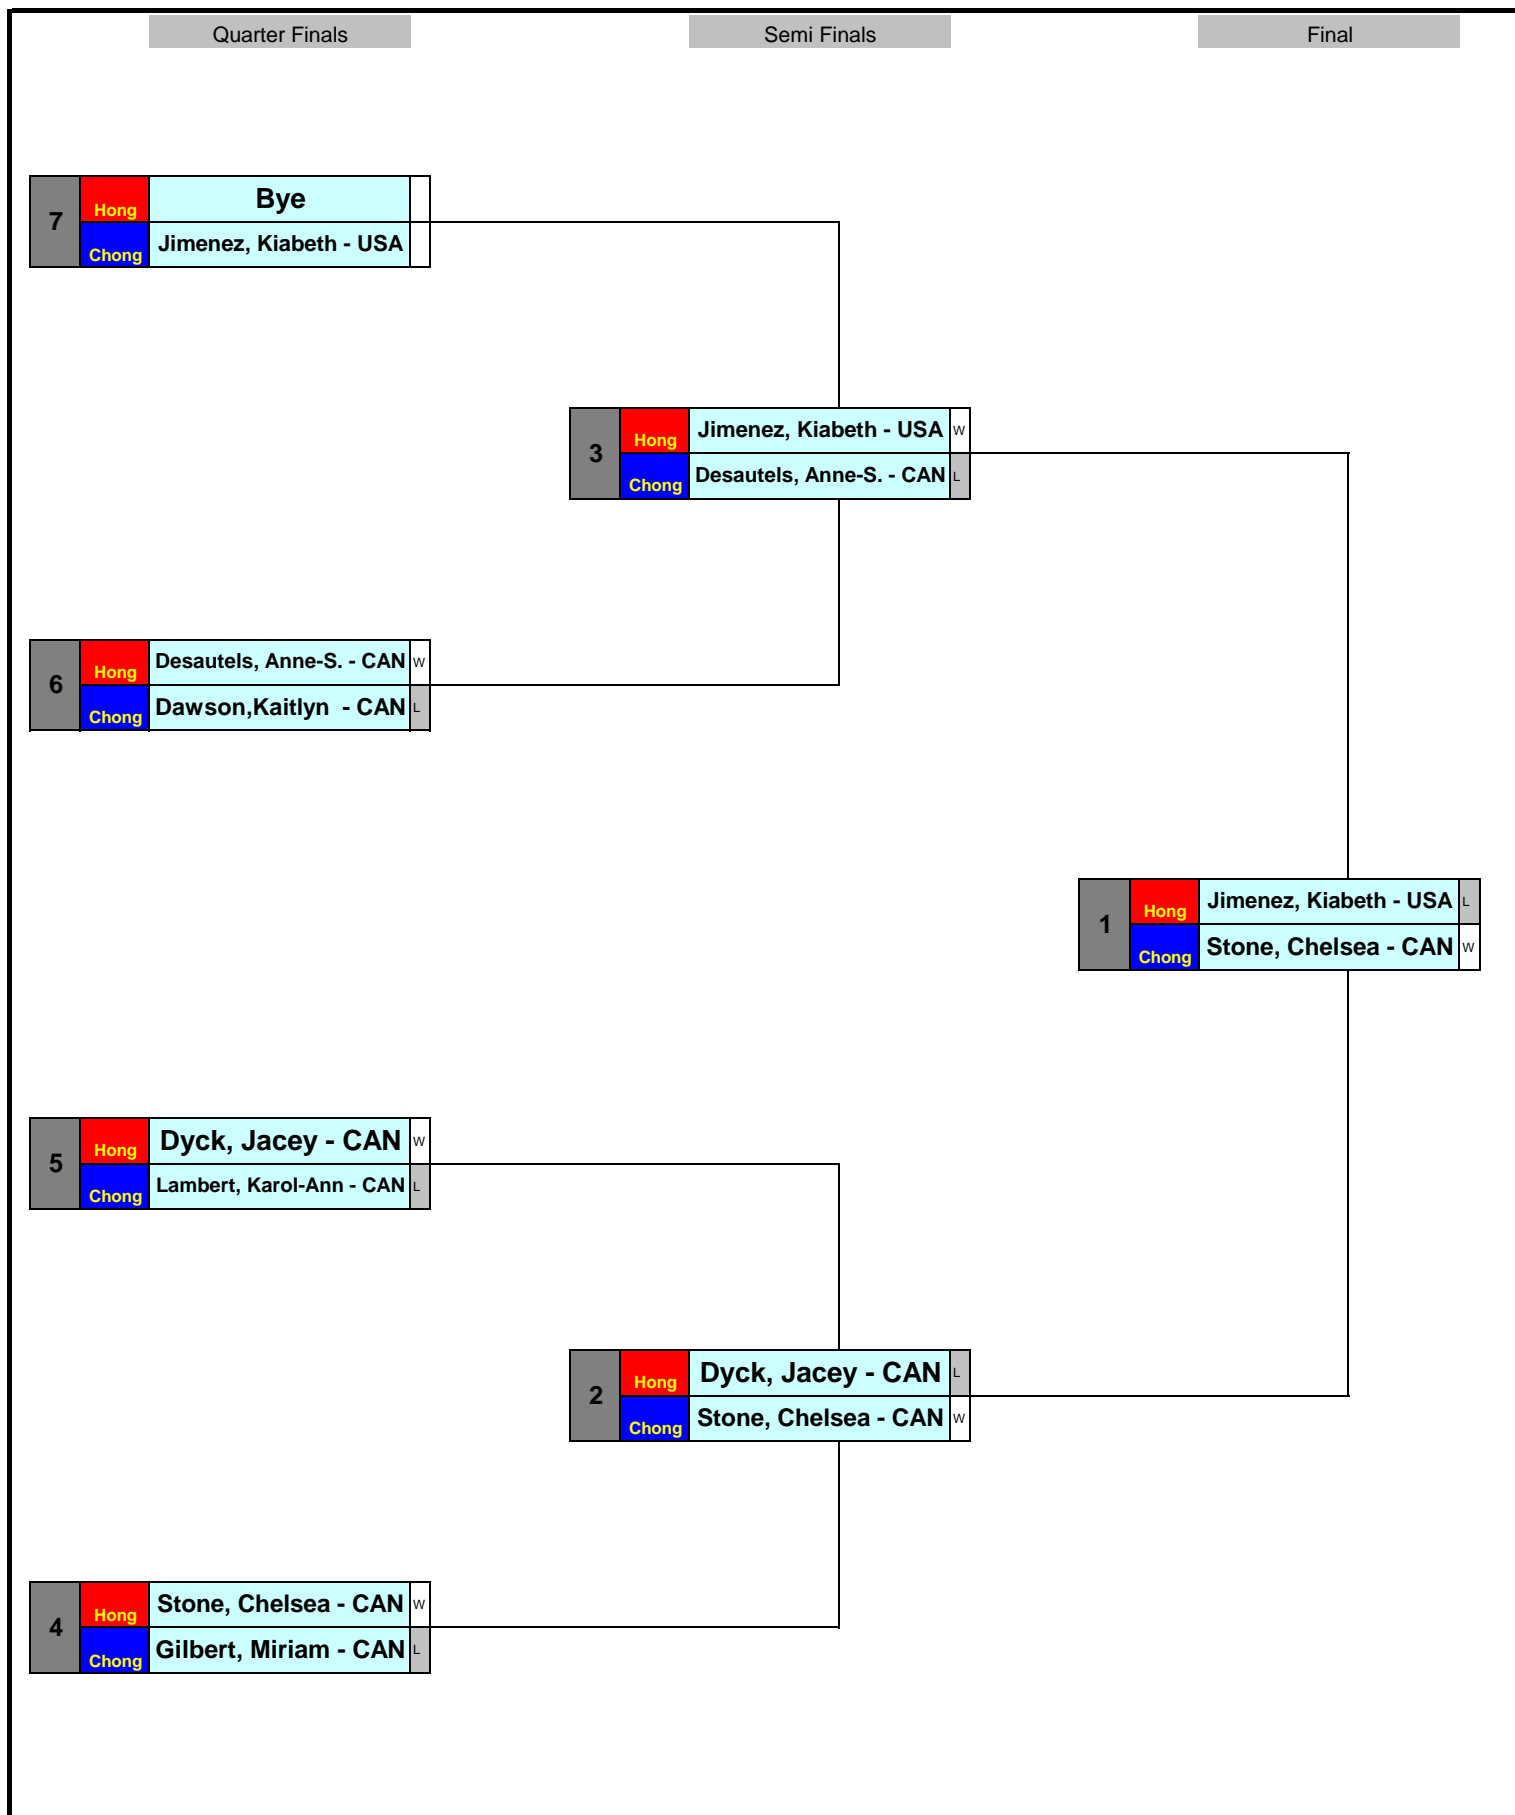 Quarter Finals Semi Finals Final
7 Hong Bye
Chong Jimenez, Kiabeth - USA
3 Hong Jimenez, Kiabeth - USA W
Chong Desautels, Anne-S. - CAN L
6 Hong Desautels, Anne-S. - CAN W
Chong Dawson,Kaitlyn  - CAN L
1 Hong Jimenez, Kiabeth - USA L
Chong Stone, Chelsea - CAN W
5 Hong Dyck, Jacey - CAN W
Chong Lambert, Karol-Ann - CAN L
2 Hong Dyck, Jacey - CAN L
Chong Stone, Chelsea - CAN W
4 Hong Stone, Chelsea - CAN W
Chong Gilbert, Miriam - CAN L